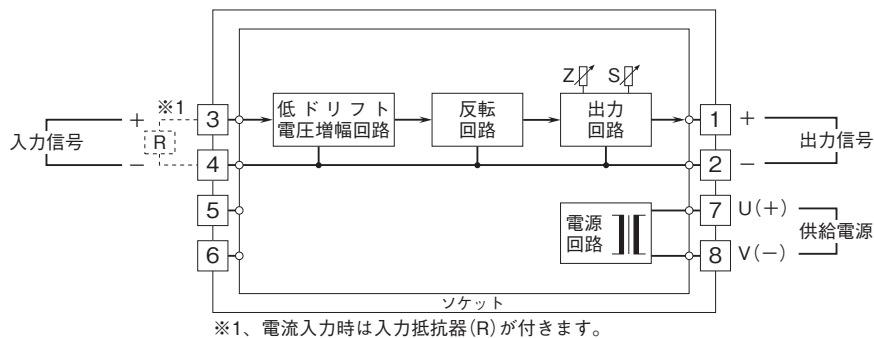 Z S
※1
3
低ドリフト
電圧増幅回路
反転
回路
出力
回路
1
+
+
入力信号
R
出力信号
−
4
2
−
5
電源
回路
7
U(+)
供給電源
6
8
V(−)
ソケット
※1、電流入力時は入力抵抗器(R)が付きます。